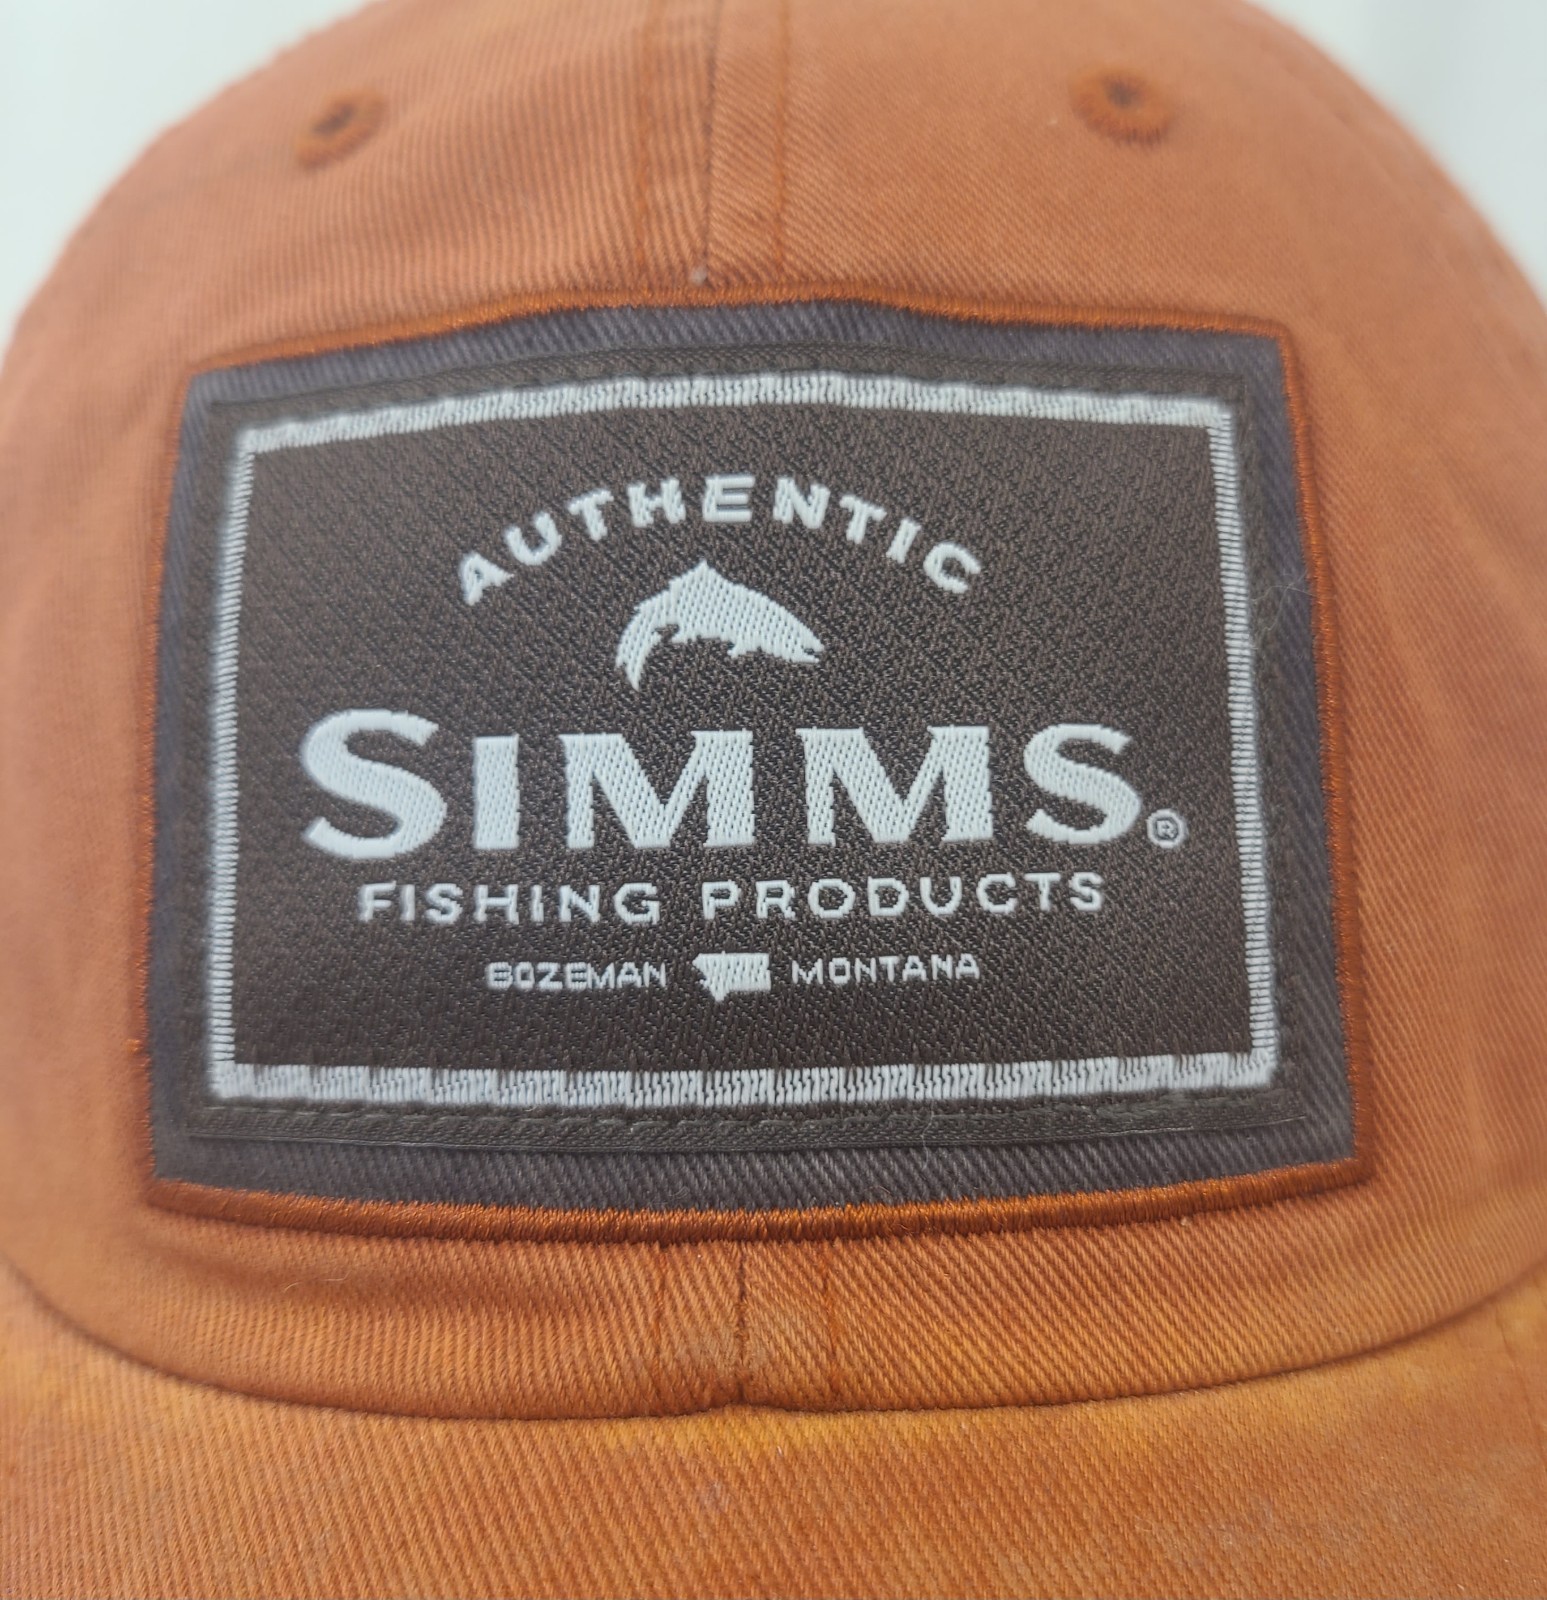 AUTHENTIC
SIMMS®
FISHING PRODUCTS
BOZEMAN MONTANA